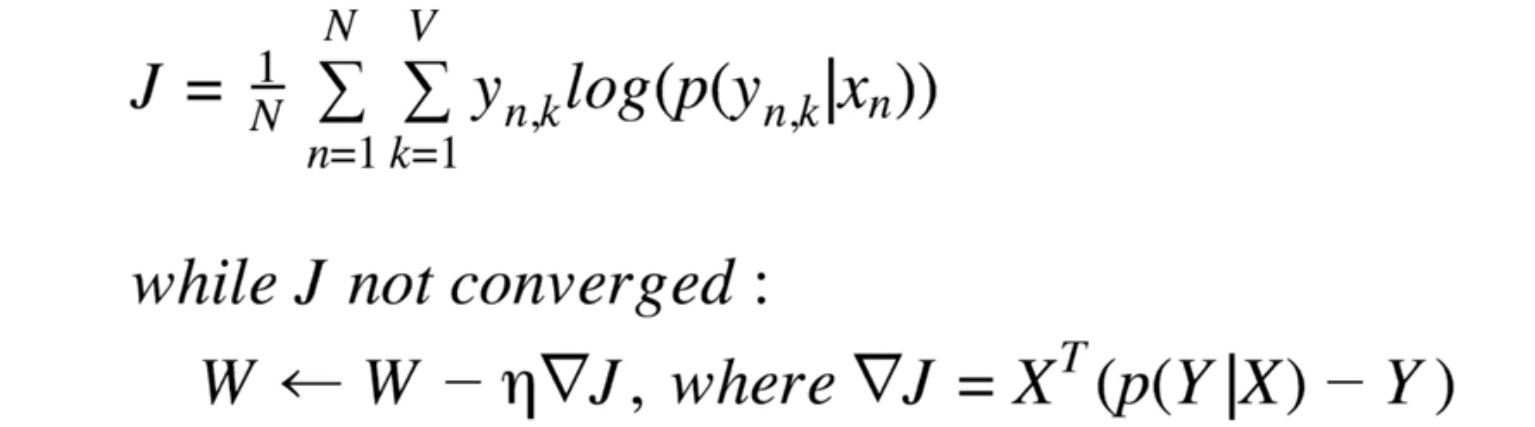 J = 1/N ∑_{n=1}^{N} ∑_{k=1}^{V} y_{n,k} log(p(y_{n,k}|x_n))
while J not converged :
W ← W − η∇J, where ∇J = X^T (p(Y|X) − Y)